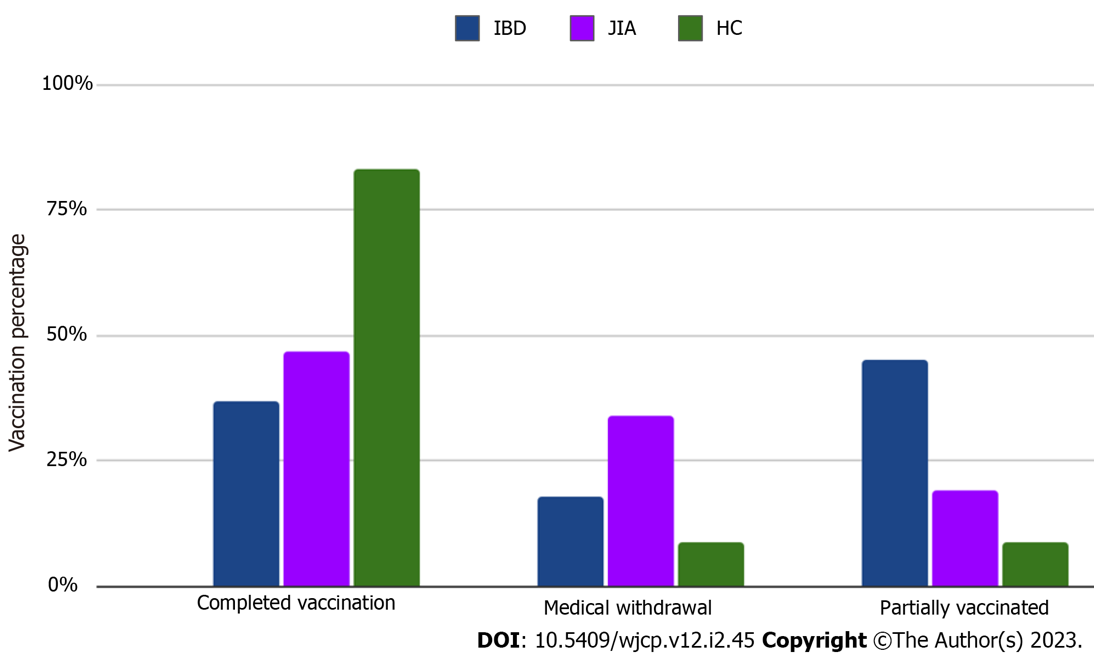 IBD JIA HC
100%
75%
50%
25%
0%
Vaccination percentage
Completed vaccination Medical withdrawal Partially vaccinated
DOI: 10.5409/wjcp.v12.i2.45 Copyright ©The Author(s) 2023.